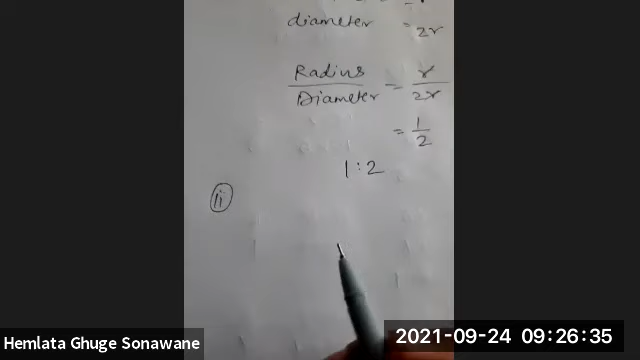 diameter = 2r
Radius/Diameter = r/2r
= 1/2
1:2
ii
Hemlata Ghuge Sonawane
2021-09-24 09:26:35